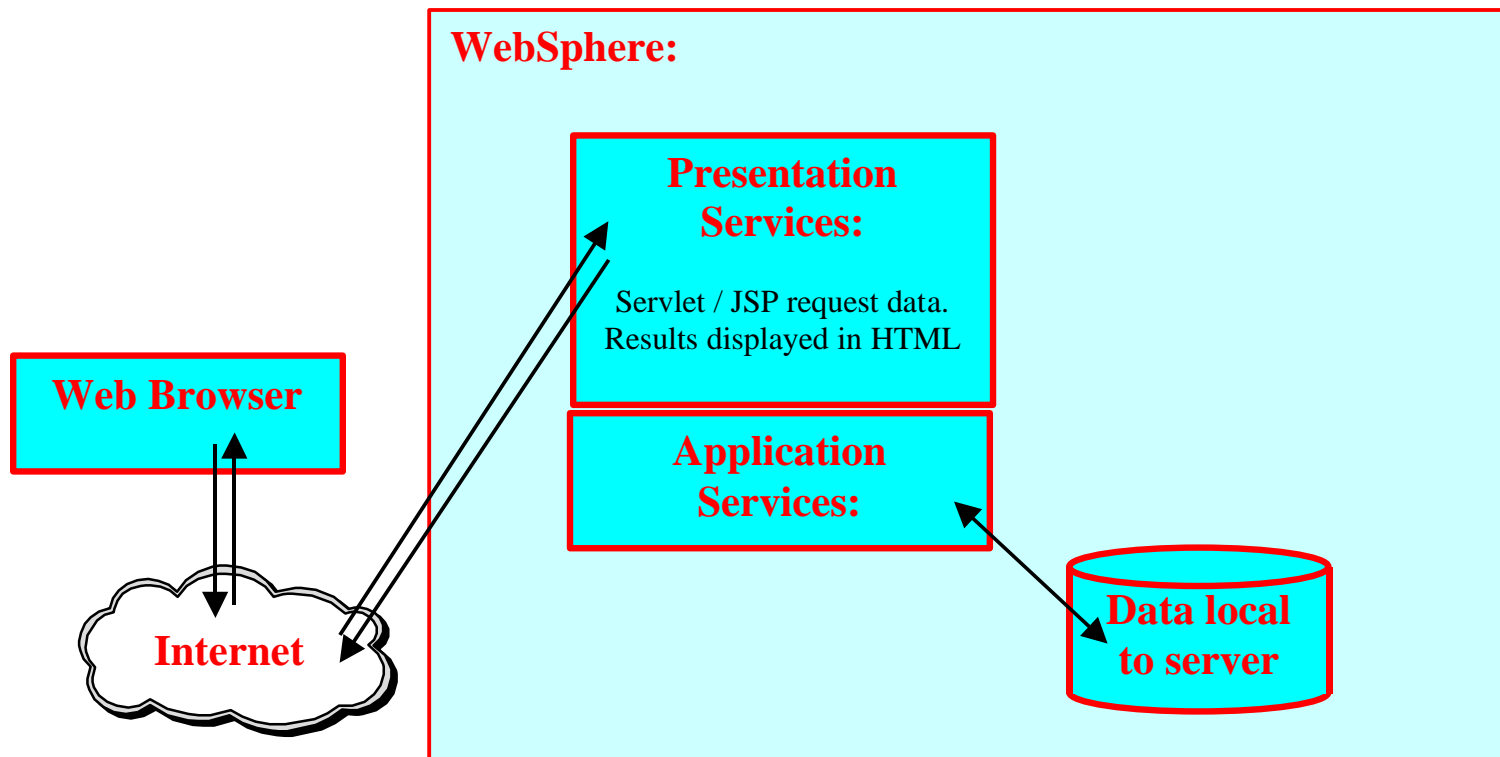 WebSphere:
Presentation
Services:
Servlet / JSP request data.
Results displayed in HTML
Web Browser
Application
Services:
Internet
Data local
to server